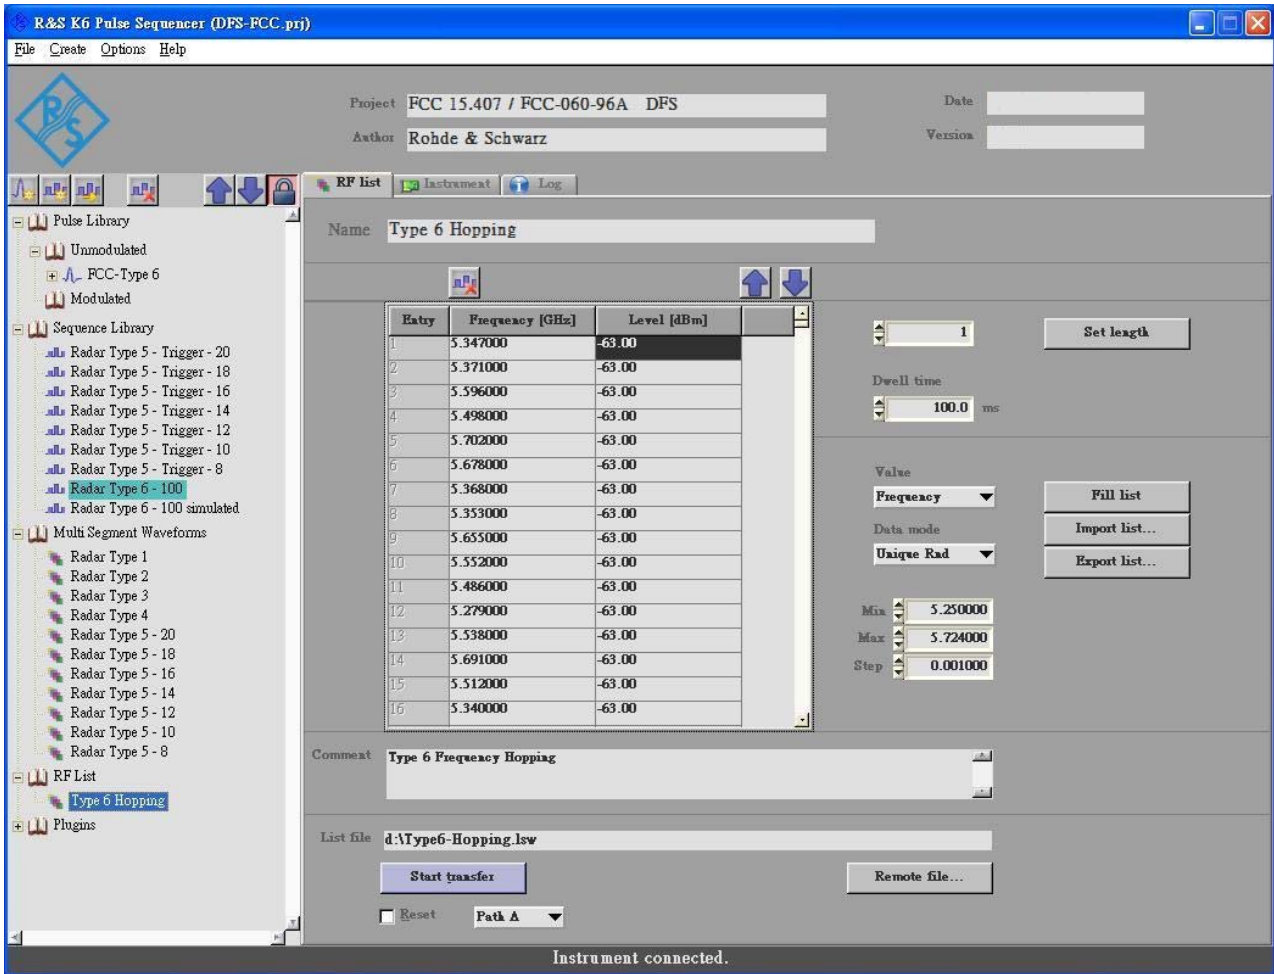 R&S K6 Pulse Sequencer (DFS-FCC.prj)
File Create Options Help
R&S
Project FCC 15.407 / FCC-060-96A DFS
Date
Author Rohde & Schwarz
Version
RF list Instrument Log
Pulse Library
Unmodulated
FCC-Type 6
Modulated
Sequence Library
Radar Type 5 - Trigger - 20
Radar Type 5 - Trigger - 18
Radar Type 5 - Trigger - 16
Radar Type 5 - Trigger - 14
Radar Type 5 - Trigger - 12
Radar Type 5 - Trigger - 10
Radar Type 5 - Trigger - 8
Radar Type 6 - 100
Radar Type 6 - 100 simulated
Multi Segment Waveforms
Radar Type 1
Radar Type 2
Radar Type 3
Radar Type 4
Radar Type 5 - 20
Radar Type 5 - 18
Radar Type 5 - 16
Radar Type 5 - 14
Radar Type 5 - 12
Radar Type 5 - 10
Radar Type 5 - 8
RF List
Type 6 Hopping
Plugins
Name Type 6 Hopping
Entry Frequency [GHz] Level [dBm]
1 5.347000 -63.00
2 5.371000 -63.00
3 5.596000 -63.00
4 5.498000 -63.00
5 5.702000 -63.00
6 5.678000 -63.00
7 5.368000 -63.00
8 5.353000 -63.00
9 5.655000 -63.00
10 5.552000 -63.00
11 5.486000 -63.00
12 5.279000 -63.00
13 5.538000 -63.00
14 5.691000 -63.00
15 5.512000 -63.00
16 5.340000 -63.00
1 Set length
Dwell time
100.0 ms
Value
Frequency Fill list
Data mode Import list...
Unique Rnd Export list...
Min 5.250000
Max 5.724000
Step 0.001000
Comment Type 6 Frequency Hopping
List file d:\Type6-Hopping.lsw
Start transfer Remote file...
Reset Path A
Instrument connected.